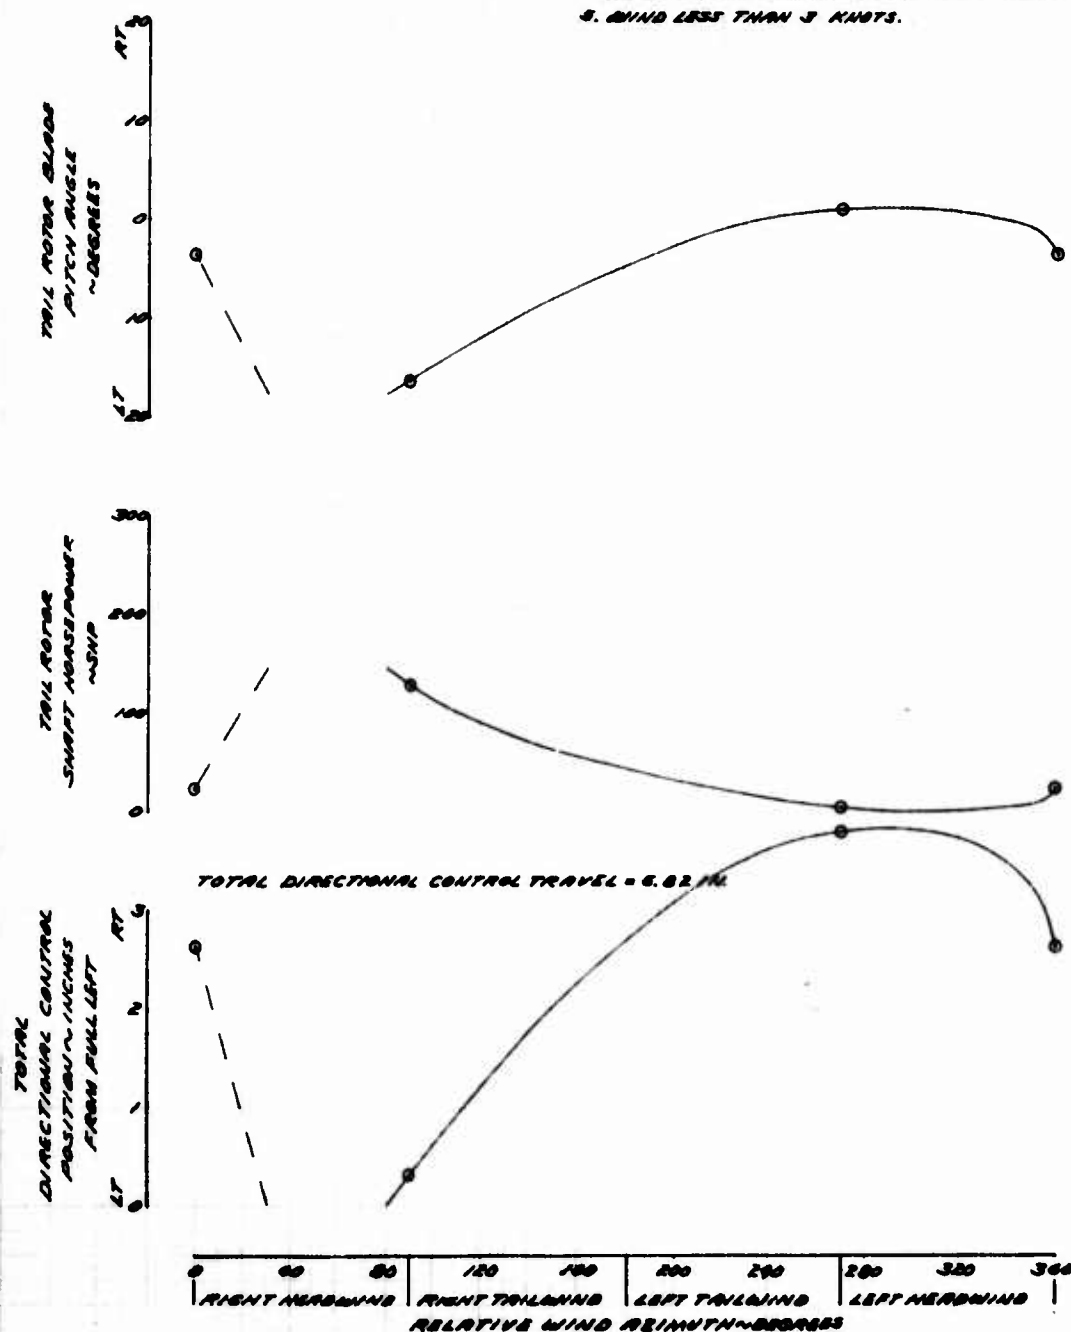 5. WIND LESS THAN 3 KNOTS.
TAIL ROTOR BLADE
PITCH ANGLE
~DEGREES
RT
20
10
0
10
20
LT
TAIL ROTOR
SHAFT HORSEPOWER
~SHP
300
200
100
0
TOTAL DIRECTIONAL CONTROL TRAVEL = 6.82 IN.
TOTAL
DIRECTIONAL CONTROL
POSITION ~ INCHES
FROM FULL LEFT
RT
3
2
1
0
LT
0 40 80 120 160 200 240 280 320 360
RIGHT HEADWIND RIGHT TAILWIND LEFT TAILWIND LEFT HEADWIND
RELATIVE WIND AZIMUTH~DEGREES